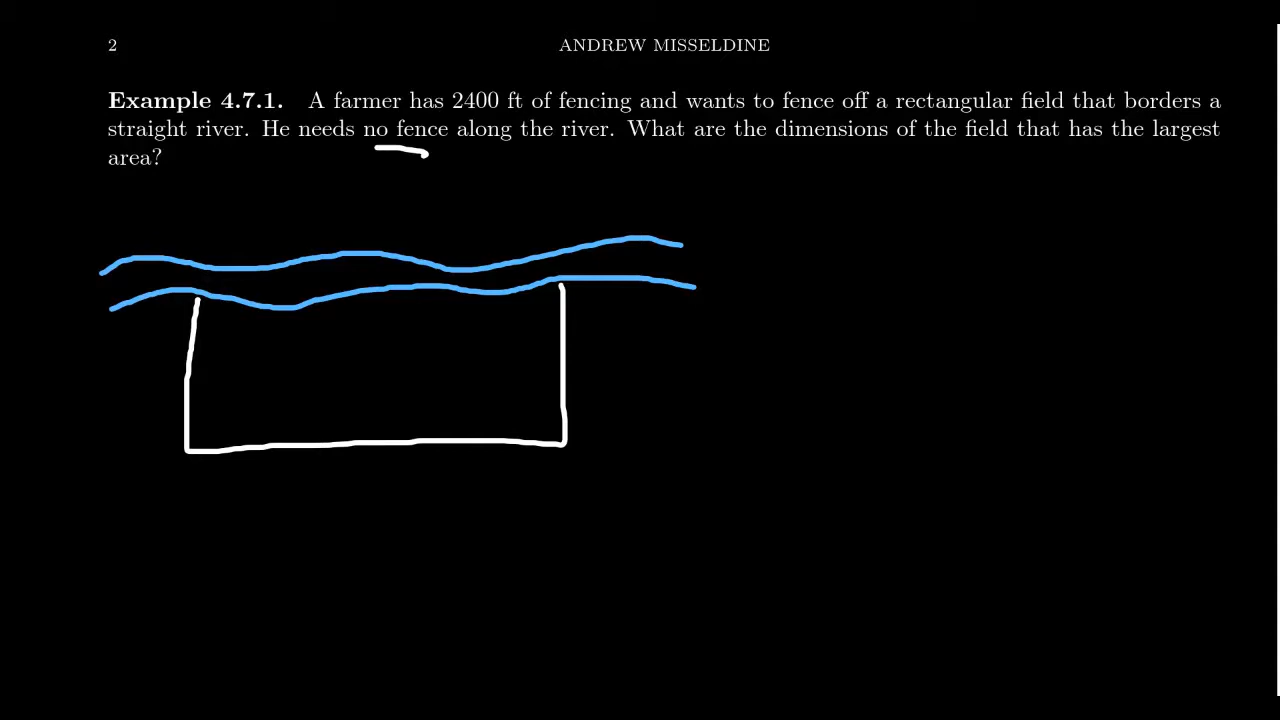 2
ANDREW MISSELDINE
Example 4.7.1. A farmer has 2400 ft of fencing and wants to fence off a rectangular field that borders a
straight river. He needs no fence along the river. What are the dimensions of the field that has the largest
area?